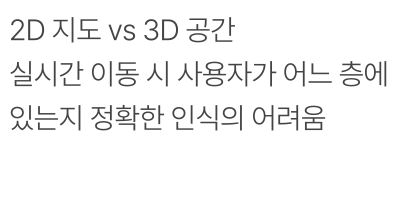 2D 지도 vs 3D 공간
실시간 이동 시 사용자가 어느 층에
있는지 정확한 인식의 어려움